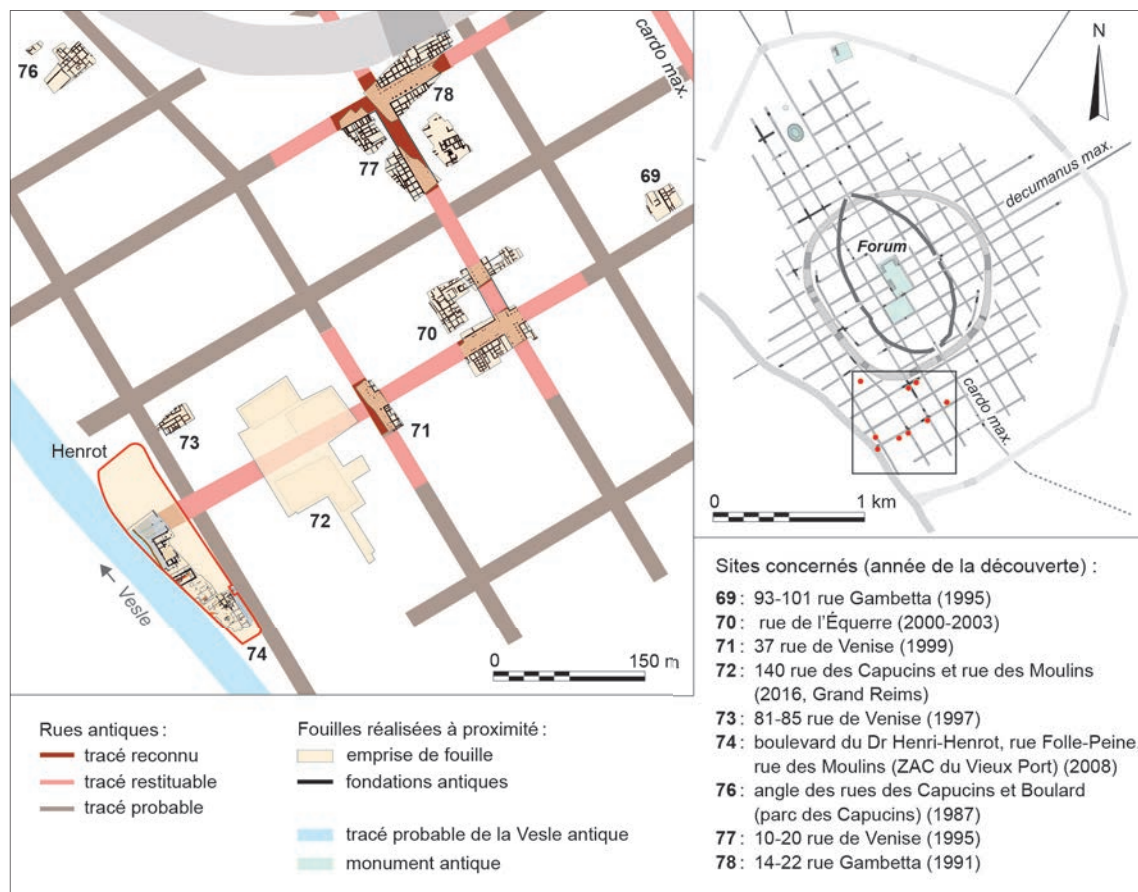 76
78
77
cardo max.
69
70
71
73
Henrot
72
Vesle
74
0 150 m
N
decumanus max.
Forum
cardo max.
0 1 km
Rues antiques :
tracé reconnu
tracé restituable
tracé probable
Fouilles réalisées à proximité :
emprise de fouille
fondations antiques
tracé probable de la Vesle antique
monument antique
Sites concernés (année de la découverte) :
69 : 93-101 rue Gambetta (1995)
70 : rue de l'Équerre (2000-2003)
71 : 37 rue de Venise (1999)
72 : 140 rue des Capucins et rue des Moulins
(2016, Grand Reims)
73 : 81-85 rue de Venise (1997)
74 : boulevard du Dr Henri-Henrot, rue Folle-Peine,
rue des Moulins (ZAC du Vieux Port) (2008)
76 : angle des rues des Capucins et Boulard
(parc des Capucins) (1987)
77 : 10-20 rue de Venise (1995)
78 : 14-22 rue Gambetta (1991)